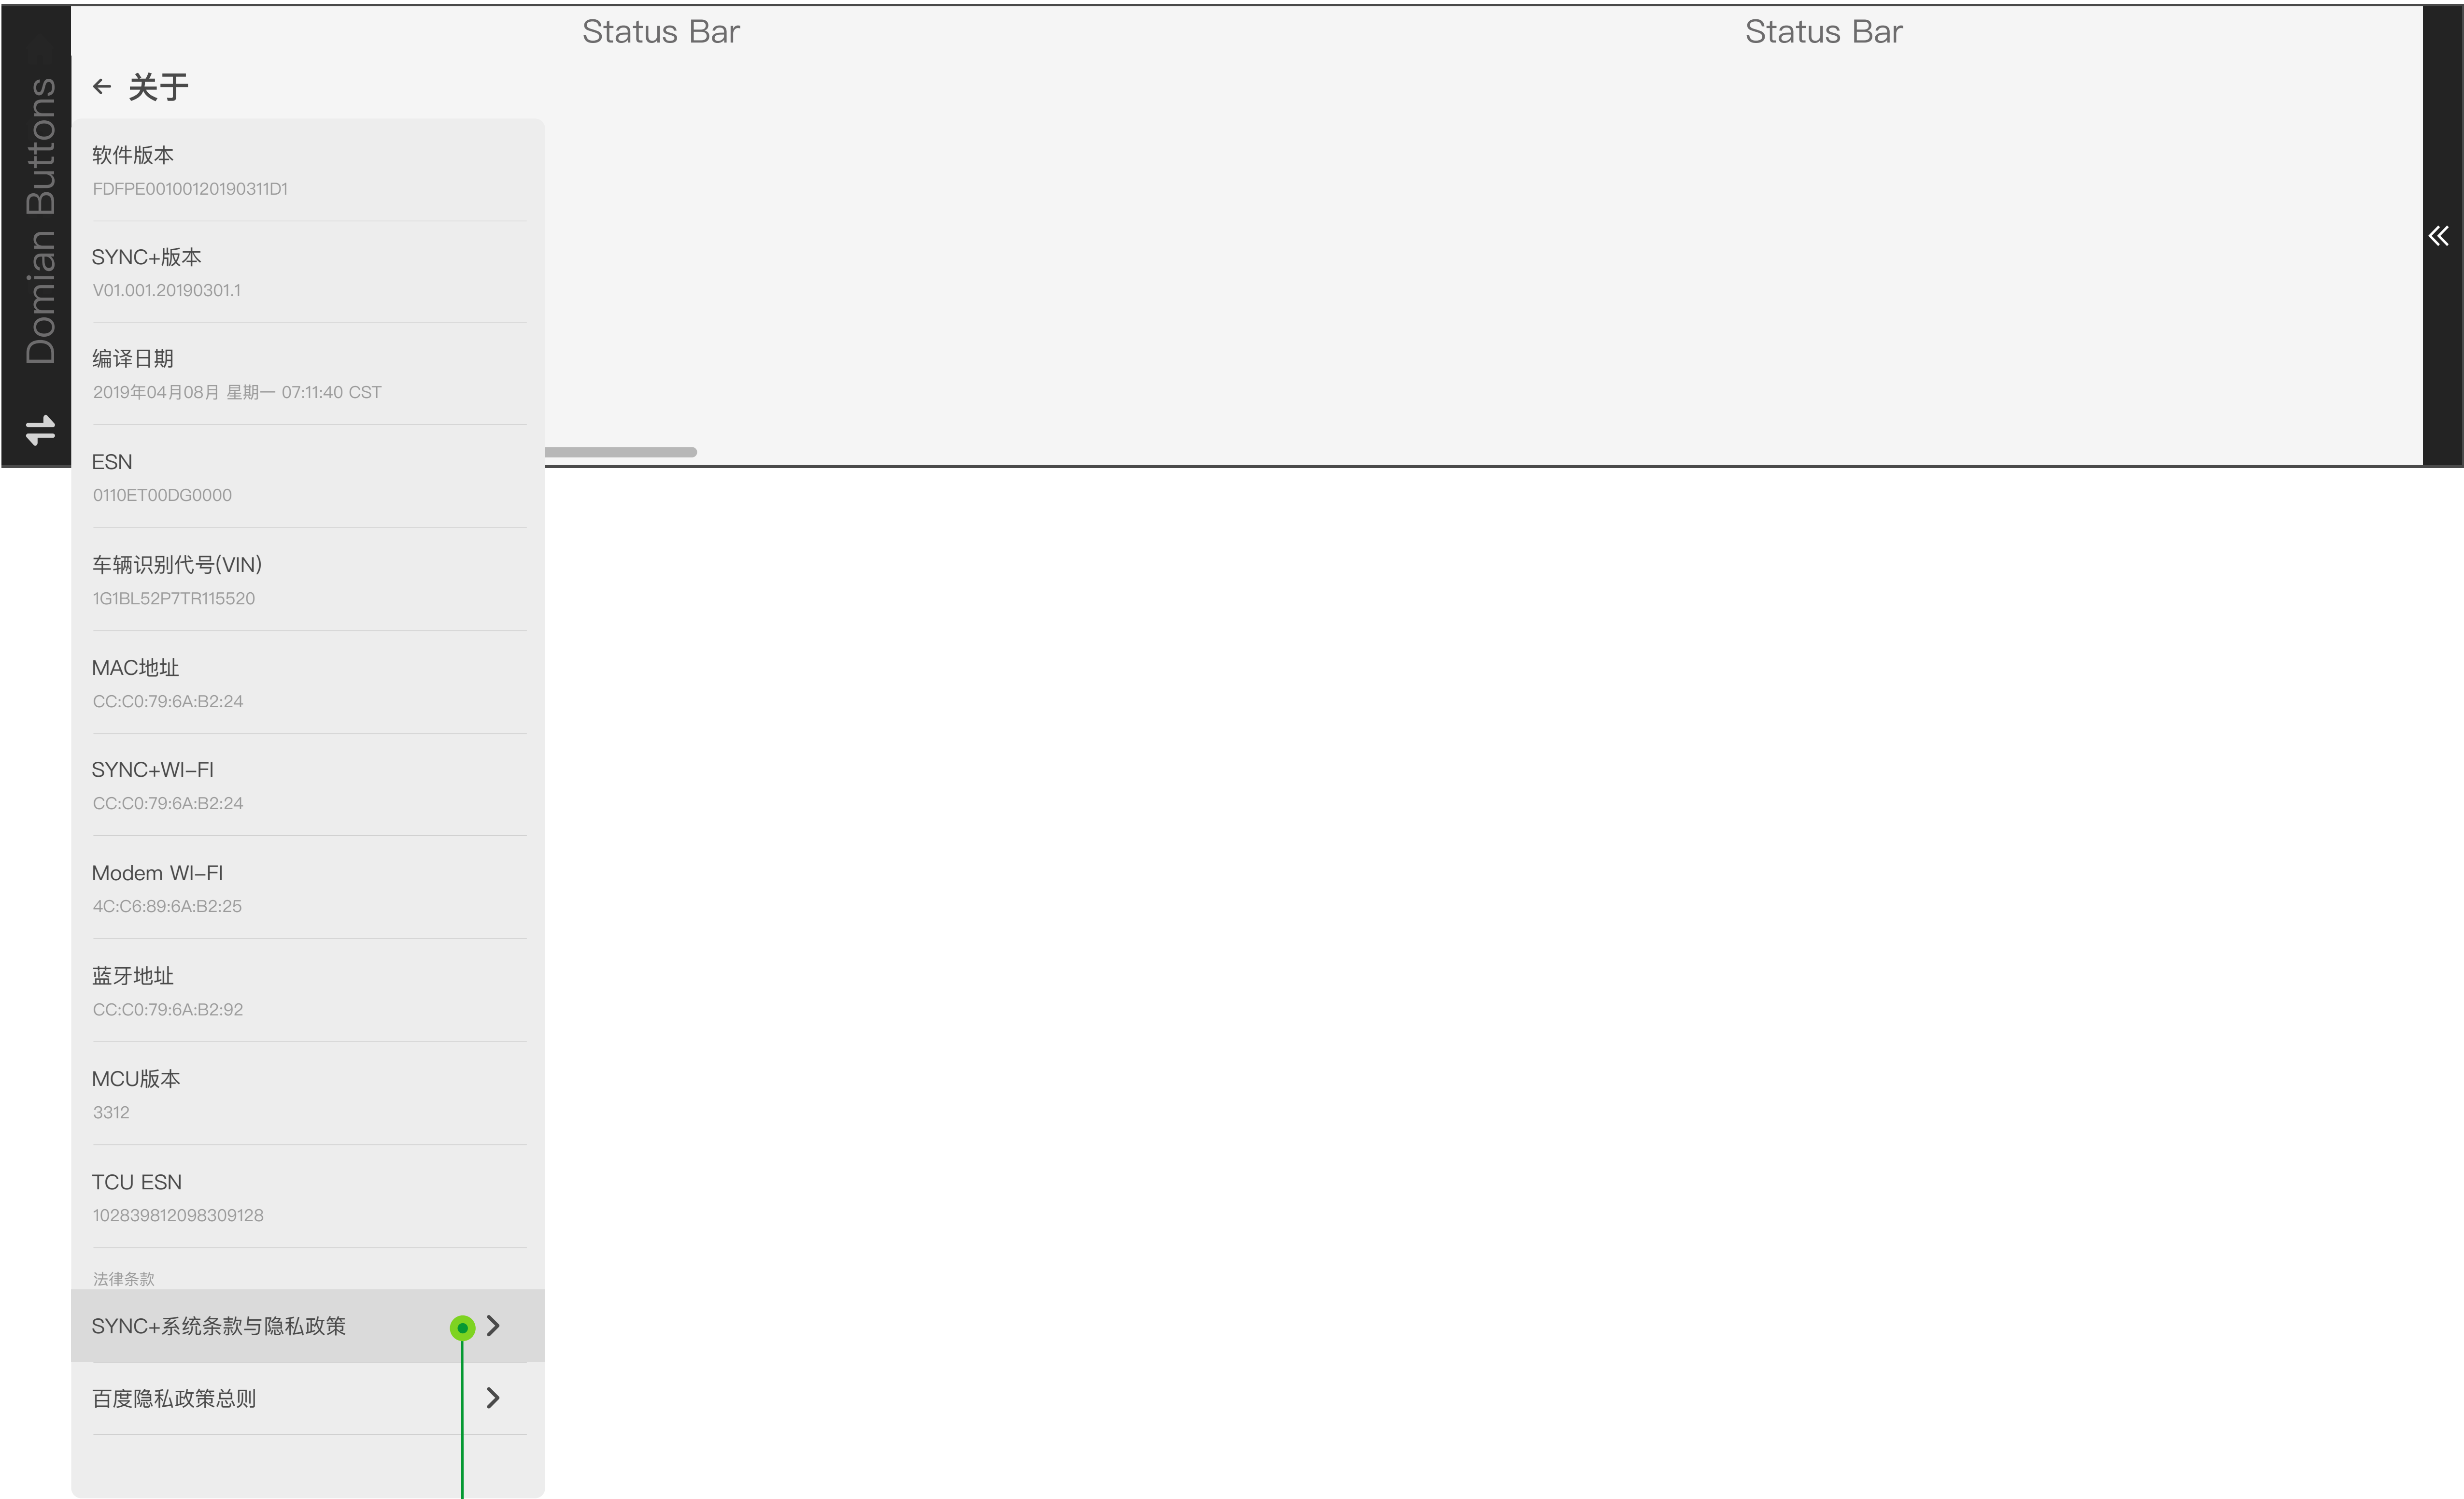 Status Bar
Status Bar
Domian Buttons
关于
软件版本
FDFPE00100120190311D1
SYNC+版本
V01.001.20190301.1
编译日期
2019年04月08月 星期一 07:11:40 CST
ESN
0110ET00DG0000
车辆识别代号(VIN)
1G1BL52P7TR115520
MAC地址
CC:C0:79:6A:B2:24
SYNC+WI-FI
CC:C0:79:6A:B2:24
Modem WI-FI
4C:C6:89:6A:B2:25
蓝牙地址
CC:C0:79:6A:B2:92
MCU版本
3312
TCU ESN
102839812098309128
法律条款
SYNC+系统条款与隐私政策
百度隐私政策总则